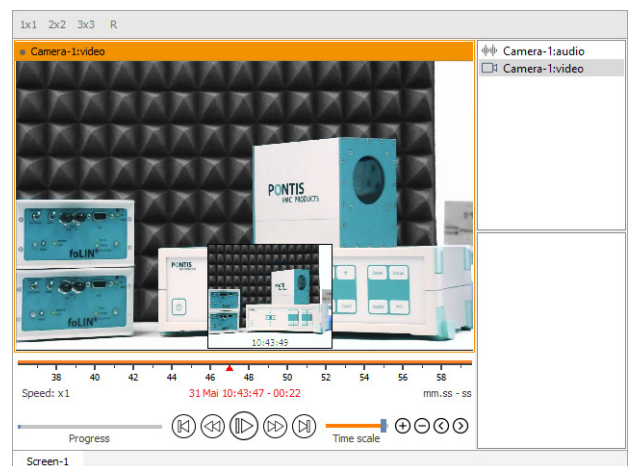 1x1 2x2 3x3 R
Camera-1:video
Camera-1:audio
Camera-1:video
PONTIS
EMC PRODUCTS
foLIN
PONTIS
foLIN
10:43:49
38 40 42 44 46 48 50 52 54 56 58
Speed: x1 31 Mai 10:43:47 - 00:22 mm.ss - ss
Progress
Time scale
Screen-1